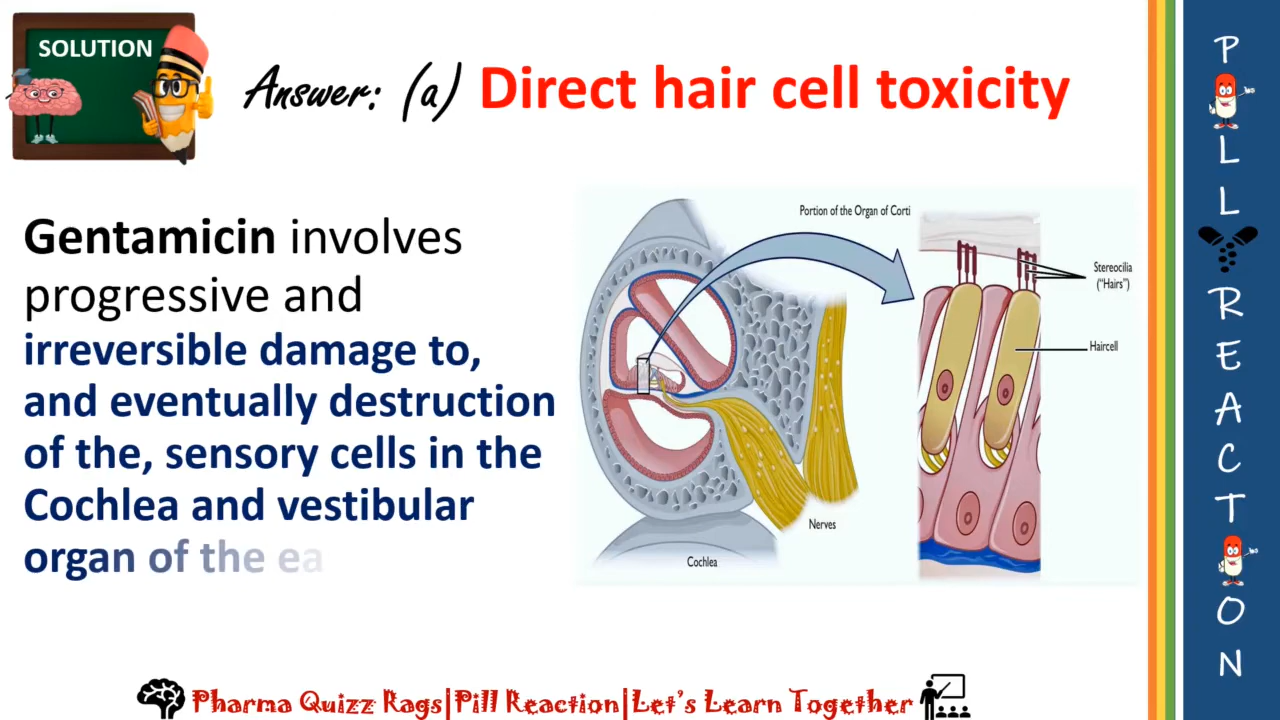 SOLUTION
Answer: (a) Direct hair cell toxicity
Gentamicin involves
progressive and
irreversible damage to,
and eventually destruction
of the, sensory cells in the
Cochlea and vestibular
organ of the ea
Portion of the Organ of Corti
Stereocilia
("Hairs")
Haircell
Nerves
Cochlea
PILL REACTION
Pharma Quizz Rags|Pill Reaction|Let's Learn Together